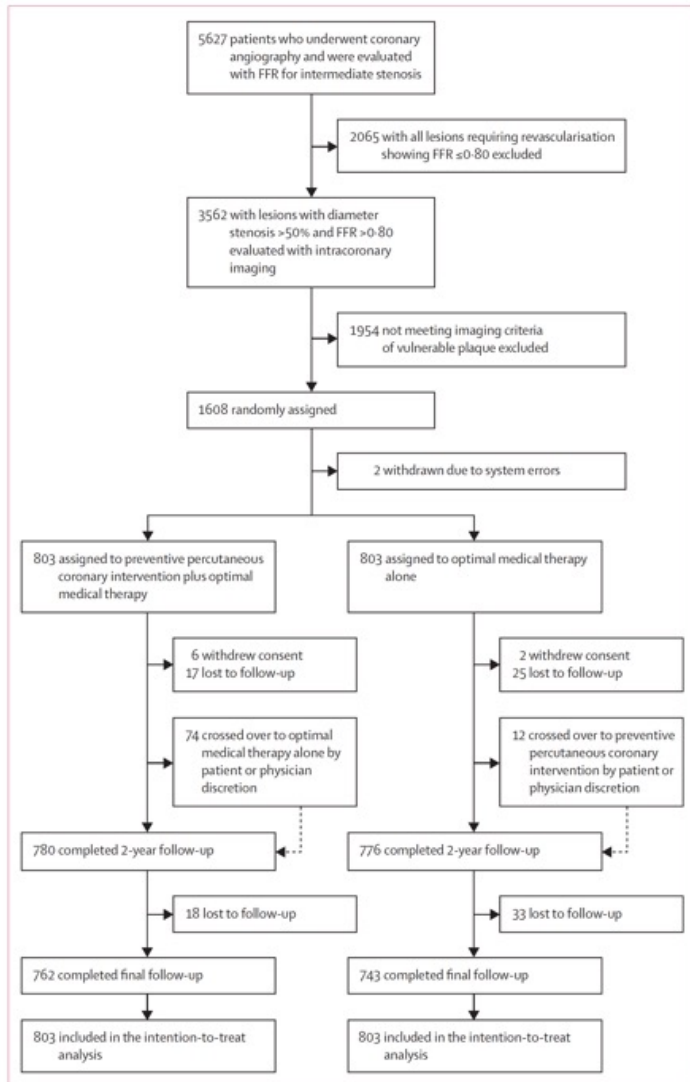 5627 patients who underwent coronary
angiography and were evaluated
with FFR for intermediate stenosis
2065 with all lesions requiring revascularisation
showing FFR ≤0·80 excluded
3562 with lesions with diameter
stenosis >50% and FFR >0·80
evaluated with intracoronary
imaging
1954 not meeting imaging criteria
of vulnerable plaque excluded
1608 randomly assigned
2 withdrawn due to system errors
803 assigned to preventive percutaneous
coronary intervention plus optimal
medical therapy
803 assigned to optimal medical therapy
alone
6 withdrew consent
17 lost to follow-up
2 withdrew consent
25 lost to follow-up
74 crossed over to optimal
medical therapy alone by
patient or physician
discretion
12 crossed over to preventive
percutaneous coronary
intervention by patient or
physician discretion
780 completed 2-year follow-up
776 completed 2-year follow-up
18 lost to follow-up
33 lost to follow-up
762 completed final follow-up
743 completed final follow-up
803 included in the intention-to-treat
analysis
803 included in the intention-to-treat
analysis